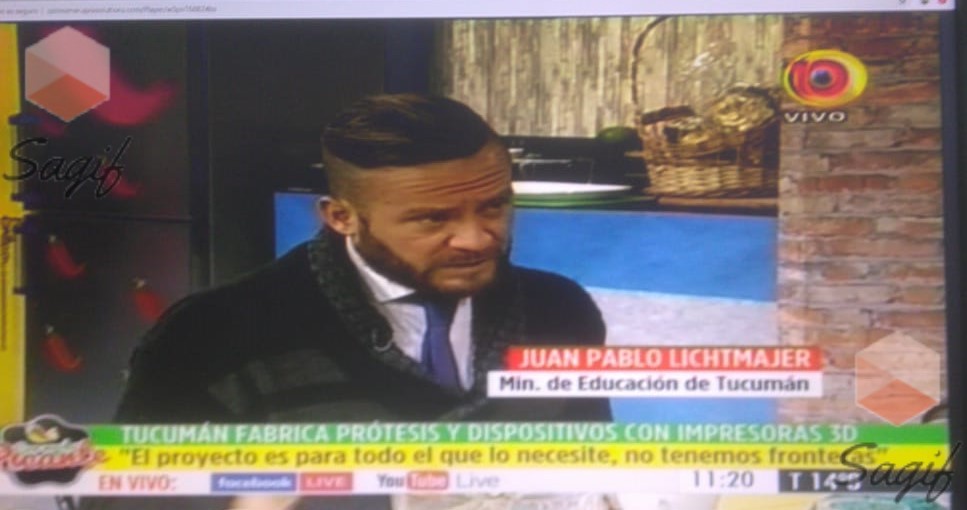 Sagif
10
VIVO
JUAN PABLO LICHTMAJER
Min. de Educación de Tucumán
TUCUMÁN FABRICA PRÓTESIS Y DISPOSITIVOS CON IMPRESORAS 3D
Picante "El proyecto es para todo el que lo necesite, no tenemos fronteras"
EN VIVO: facebook LIVE YouTube Live 11:20
Sagif